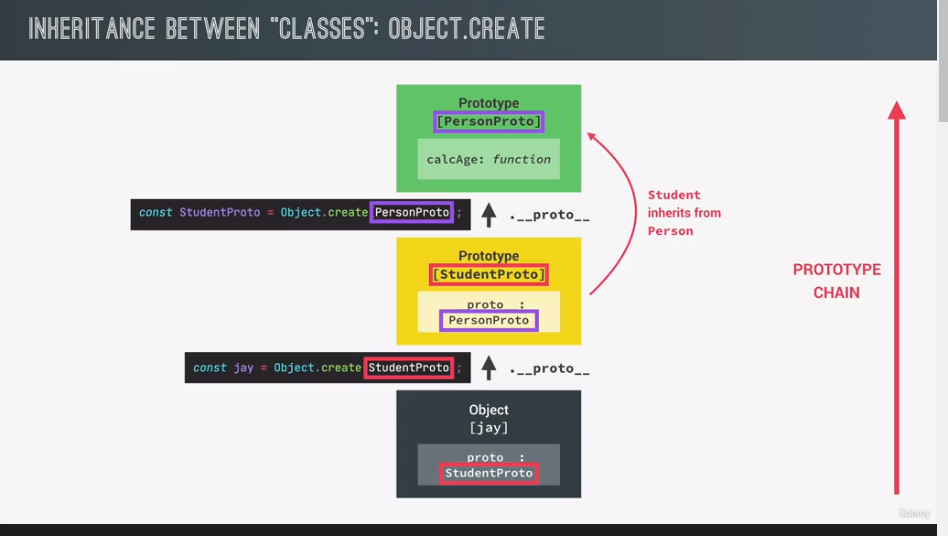 INHERITANCE BETWEEN "CLASSES": OBJECT.CREATE
Prototype
[PersonProto]
calcAge: function
const StudentProto = Object.create PersonProto ;
.__proto__
Student
inherits from
Person
Prototype
[StudentProto]
proto :
PersonProto
PROTOTYPE
CHAIN
const jay = Object.create StudentProto ;
.__proto__
Object
[jay]
proto :
StudentProto
ûdemy